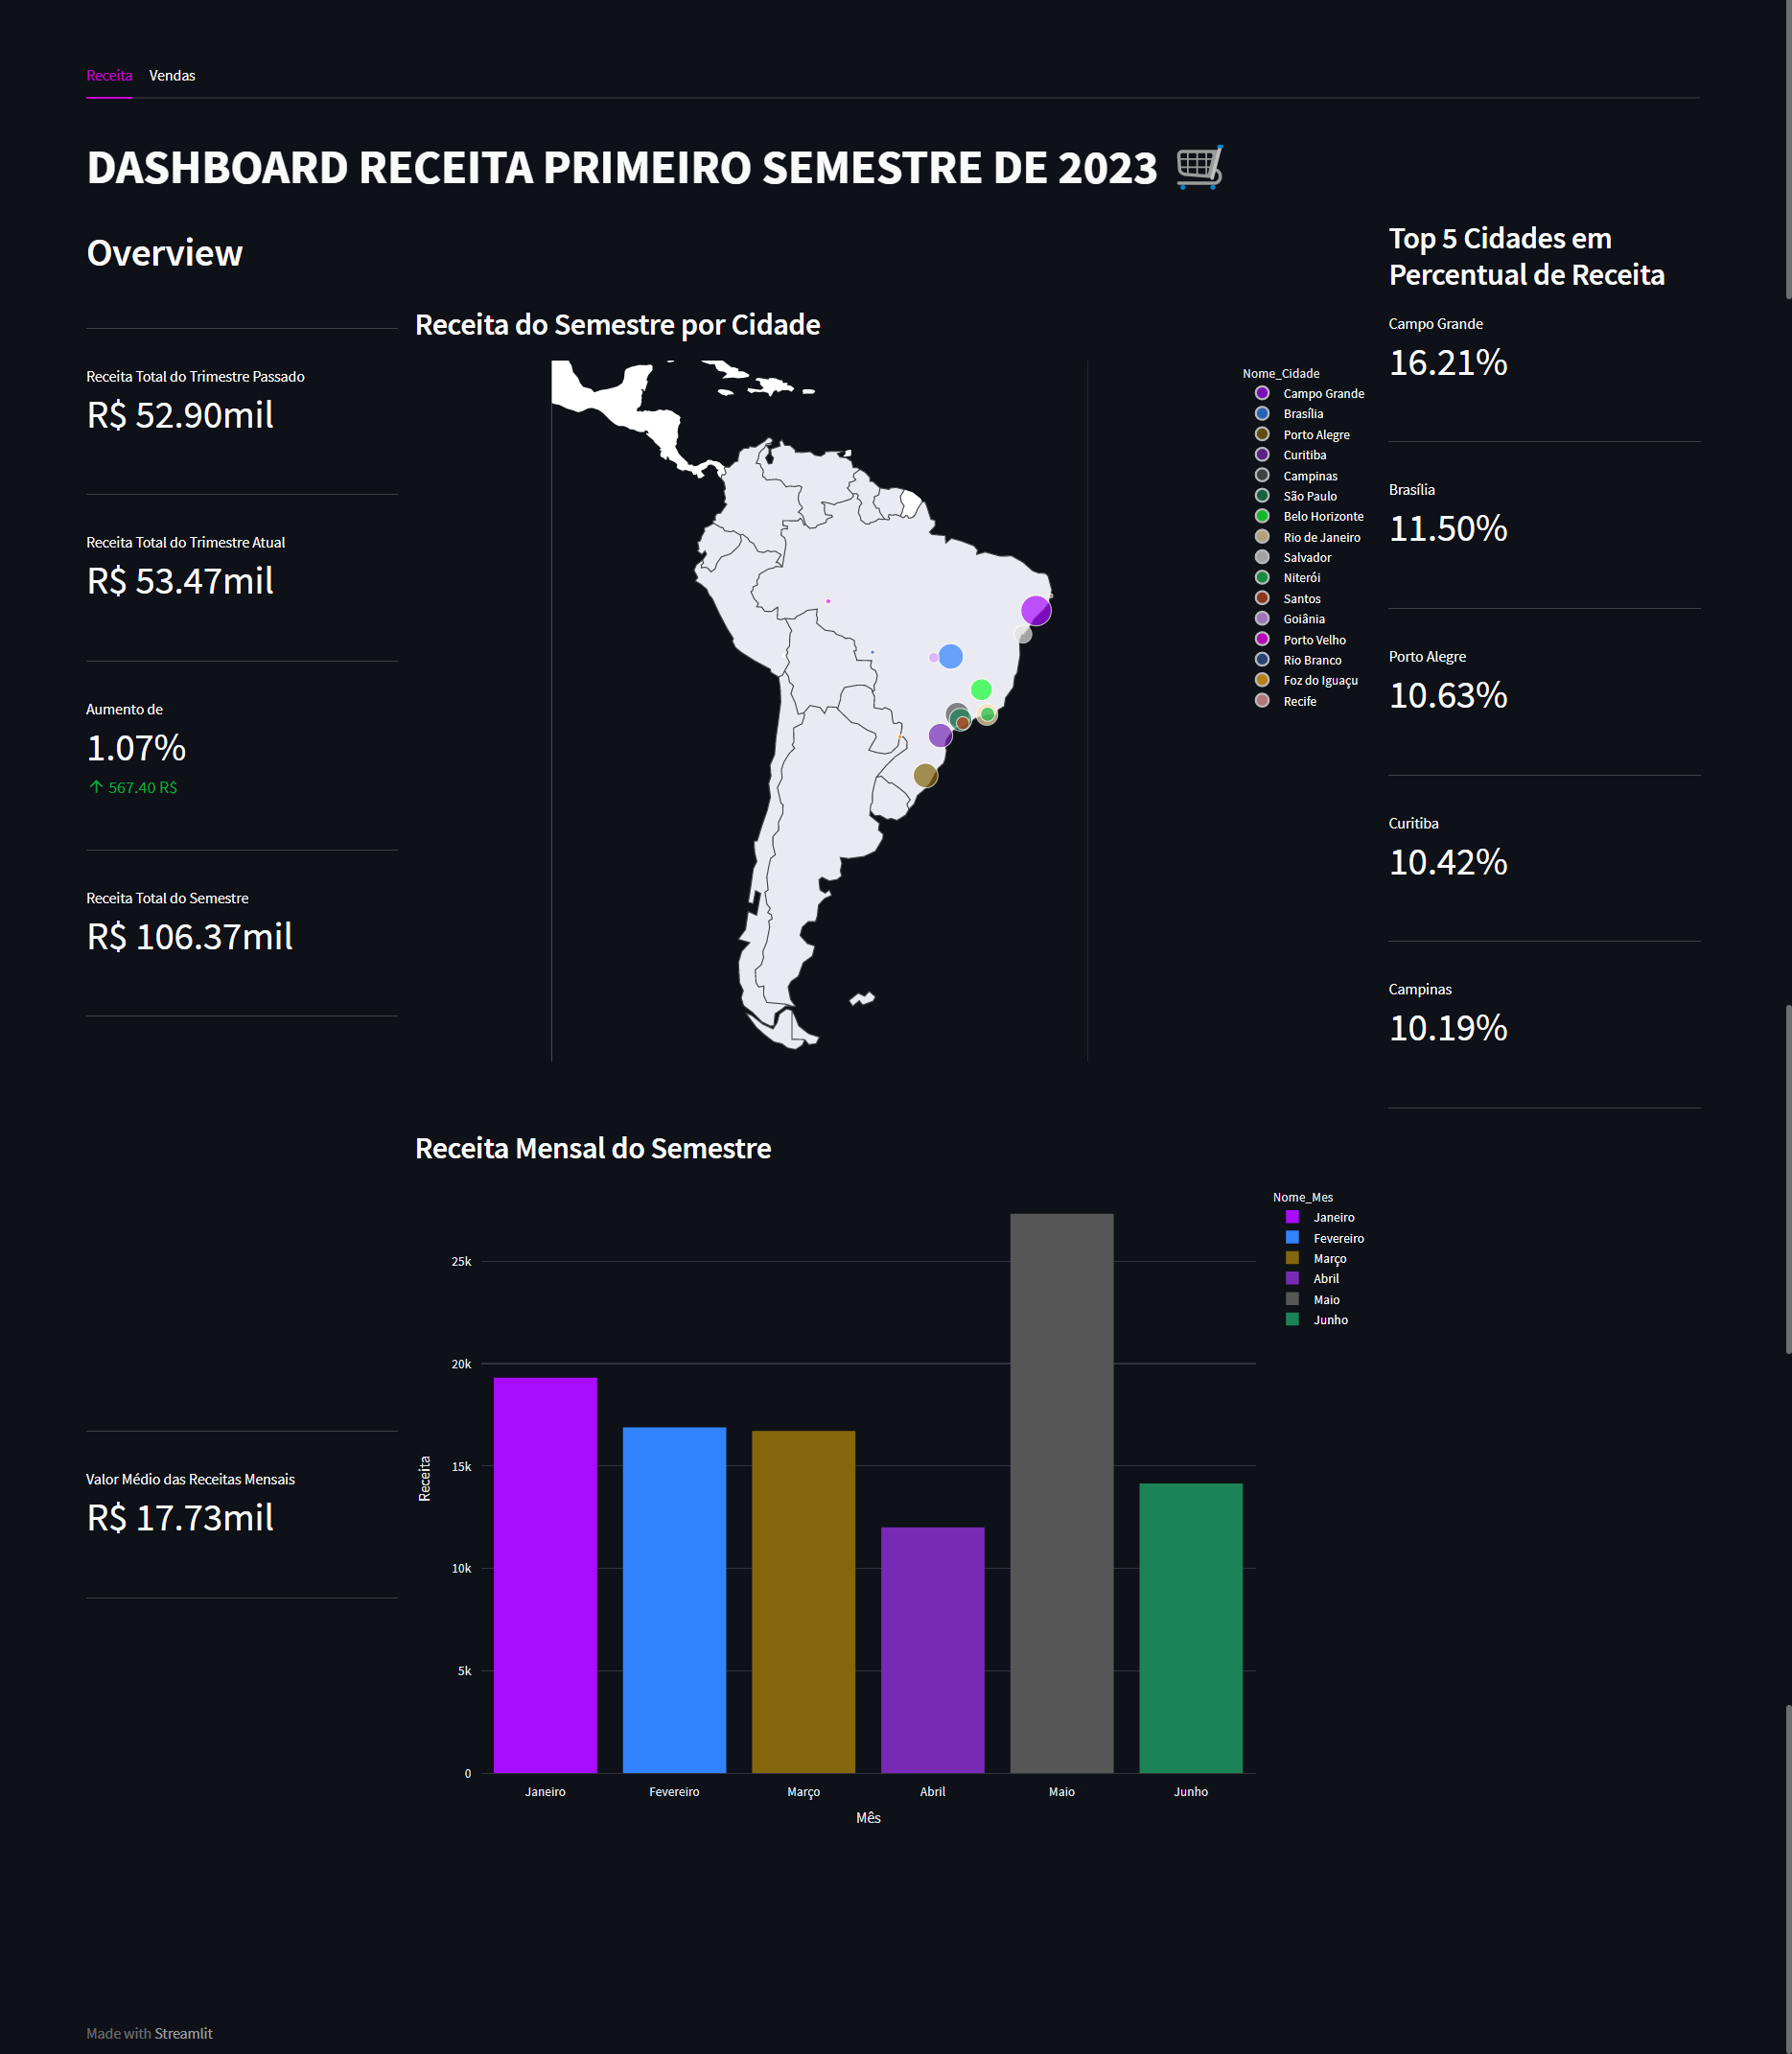 Receita Vendas
DASHBOARD RECEITA PRIMEIRO SEMESTRE DE 2023
Overview
Receita Total do Trimestre Passado
R$ 52.90mil
Receita Total do Trimestre Atual
R$ 53.47mil
Aumento de
1.07%
↑ 567.40 R$
Receita Total do Semestre
R$ 106.37mil
Receita do Semestre por Cidade
Nome_Cidade
Campo Grande
Brasília
Porto Alegre
Curitiba
Campinas
São Paulo
Belo Horizonte
Rio de Janeiro
Salvador
Niterói
Santos
Goiânia
Porto Velho
Rio Branco
Foz do Iguaçu
Recife
Top 5 Cidades em
Percentual de Receita
Campo Grande
16.21%
Brasília
11.50%
Porto Alegre
10.63%
Curitiba
10.42%
Campinas
10.19%
Valor Médio das Receitas Mensais
R$ 17.73mil
Receita Mensal do Semestre
Receita
25k
20k
15k
10k
5k
0
Janeiro Fevereiro Março Abril Maio Junho
Mês
Nome_Mes
Janeiro
Fevereiro
Março
Abril
Maio
Junho
Made with Streamlit